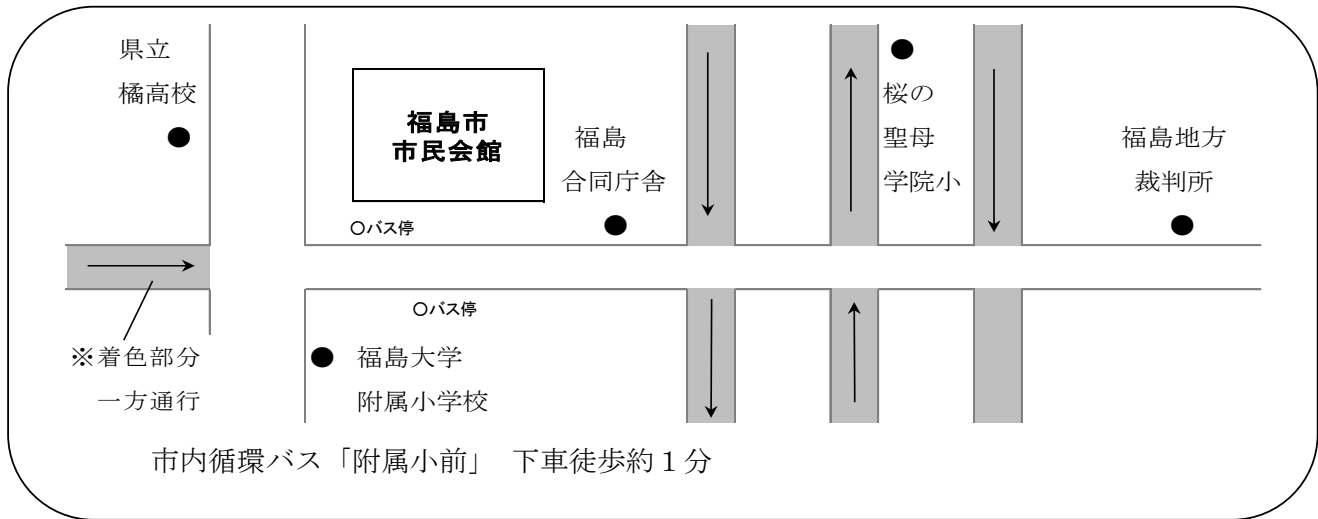 県立
橘高校
福島市
市民会館
福島
合同庁舎
桜の
聖母
学院小
福島地方
裁判所
○バス停
○バス停
※着色部分
一方通行
福島大学
附属小学校
市内循環バス「附属小前」 下車徒歩約1分